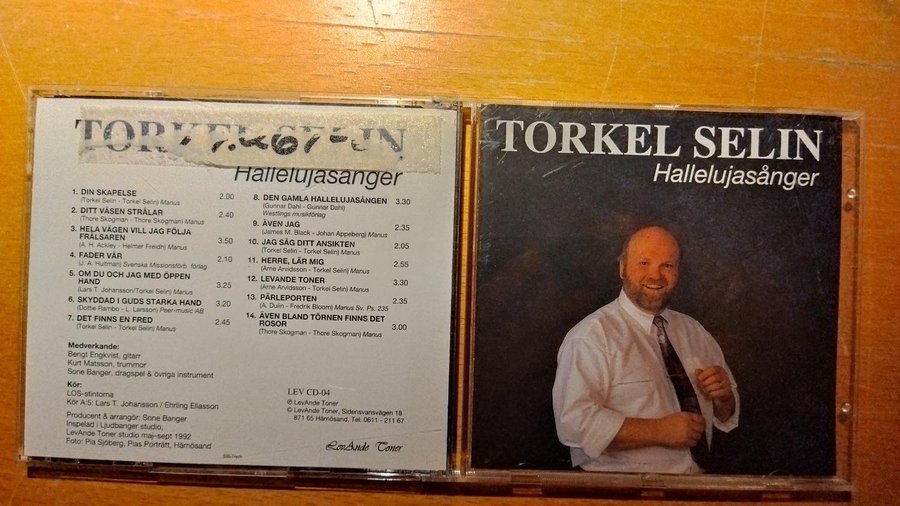 TORKEL SELIN
Hallelujasånger
1. DIN SKAPELSE 2.00
(Torkel Selin - Torkel Selin) Manus
2. DITT VÄSEN STRÅLAR 2.40
(Thore Skogman - Thore Skogman) Manus
3. HELA VÄGEN VILL JAG FÖLJA
FRÄLSAREN 3.50
(A. H. Ackley - Helmer Freidh) Manus
4. FADER VÅR 2.10
(J. A. Hultman) Svenska Missionsförb. förlag
5. OM DU OCH JAG MED ÖPPEN
HAND 3.25
(Lars T. Johansson/Torkel Selin) Manus
6. SKYDDAD I GUDS STARKA HAND 3.20
(Dottie Rambo - L. Larsson) Peer-music AB
7. DET FINNS EN FRED 2.45
(Torkel Selin - Torkel Selin) Manus
8. DEN GAMLA HALLELUJASÅNGEN 3.30
(Gunnar Dahl - Gunnar Dahl)
Westlings musikförlag
9. ÄVEN JAG 2.35
(James M. Black - Johan Appeberg) Manus
10. JAG SÅG DITT ANSIKTEN 2.05
(Torkel Selin - Torkel Selin) Manus
11. HERRE, LÄR MIG 2.55
(Arne Arvidsson - Torkel Selin) Manus
12. LEVANDE TONER 3.30
(Arne Arvidsson - Torkel Selin) Manus
13. PÄRLEPORTEN 2.35
(A. Dulin - Fredrik Bloom) Manus Sv. Ps. 235
14. ÄVEN BLAND TÖRNEN FINNS DET
ROSOR 3.00
(Thore Skogman - Thore Skogman) Manus
Medverkande:
Bengt Engkvist, gitarr
Kurt Matsson, trummor
Sone Banger, dragspel & övriga instrument
Kör:
LOS-stintorna
Kör A:5: Lars T. Johansson / Ehrling Eliasson
Producent & arrangör: Sone Banger
Inspelad i Ljudbanger studio,
LevAnde Toner studio maj-sept 1992
Foto: Pia Sjöberg, Pias Porträtt, Härnösand
LEV CD-04
℗ LevAnde Toner
© LevAnde Toner, Sidensvansvägen 18
871 65 Härnösand, Tel. 0611 - 211 67
LevAnde Toner
TORKEL SELIN
Hallelujasånger